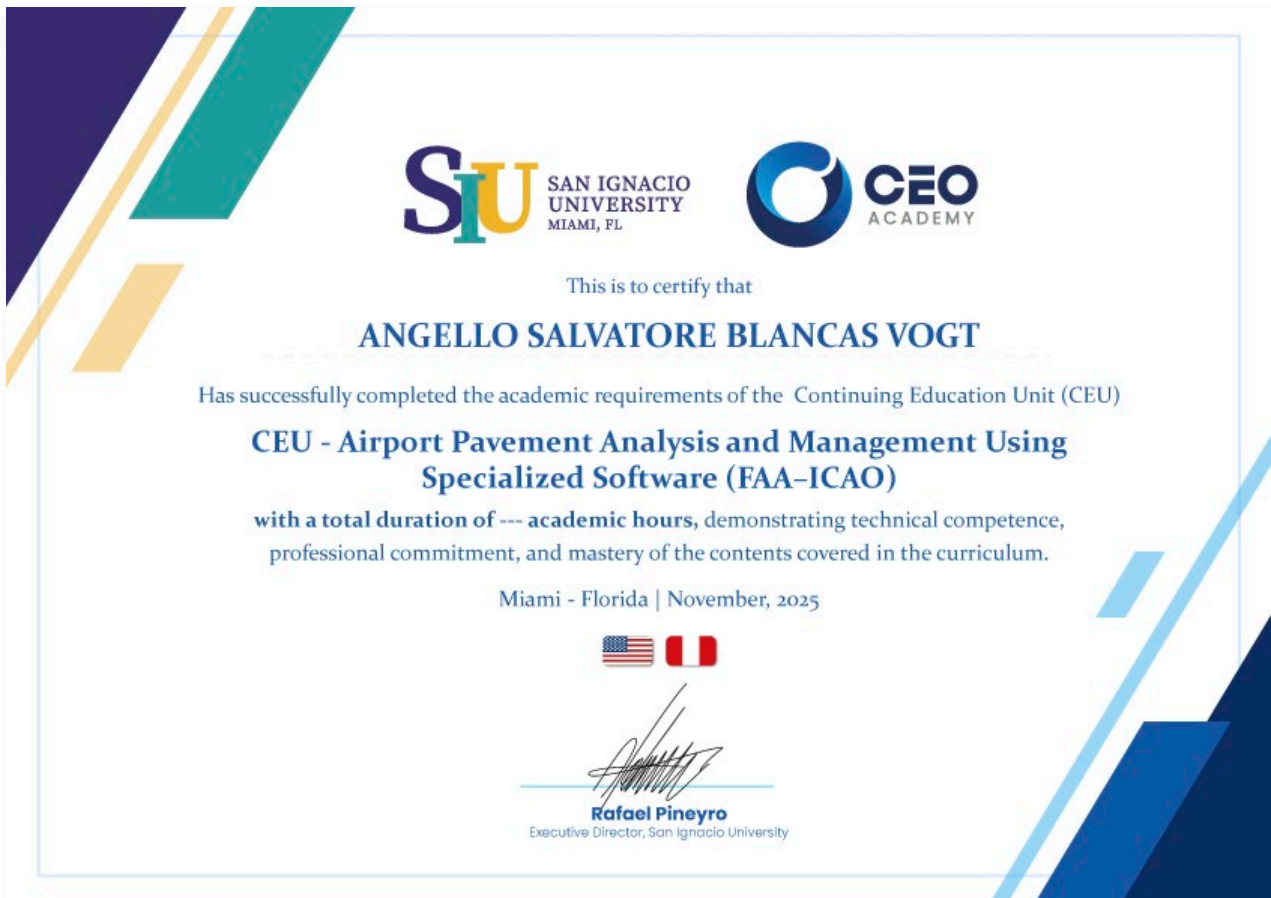 SIU SAN IGNACIO
UNIVERSITY
MIAMI, FL
CEO
ACADEMY
This is to certify that
ANGELLO SALVATORE BLANCAS VOGT
Has successfully completed the academic requirements of the Continuing Education Unit (CEU)
CEU - Airport Pavement Analysis and Management Using
Specialized Software (FAA–ICAO)
with a total duration of --- academic hours, demonstrating technical competence,
professional commitment, and mastery of the contents covered in the curriculum.
Miami - Florida | November, 2025
Rafael Pineyro
Executive Director, San Ignacio University